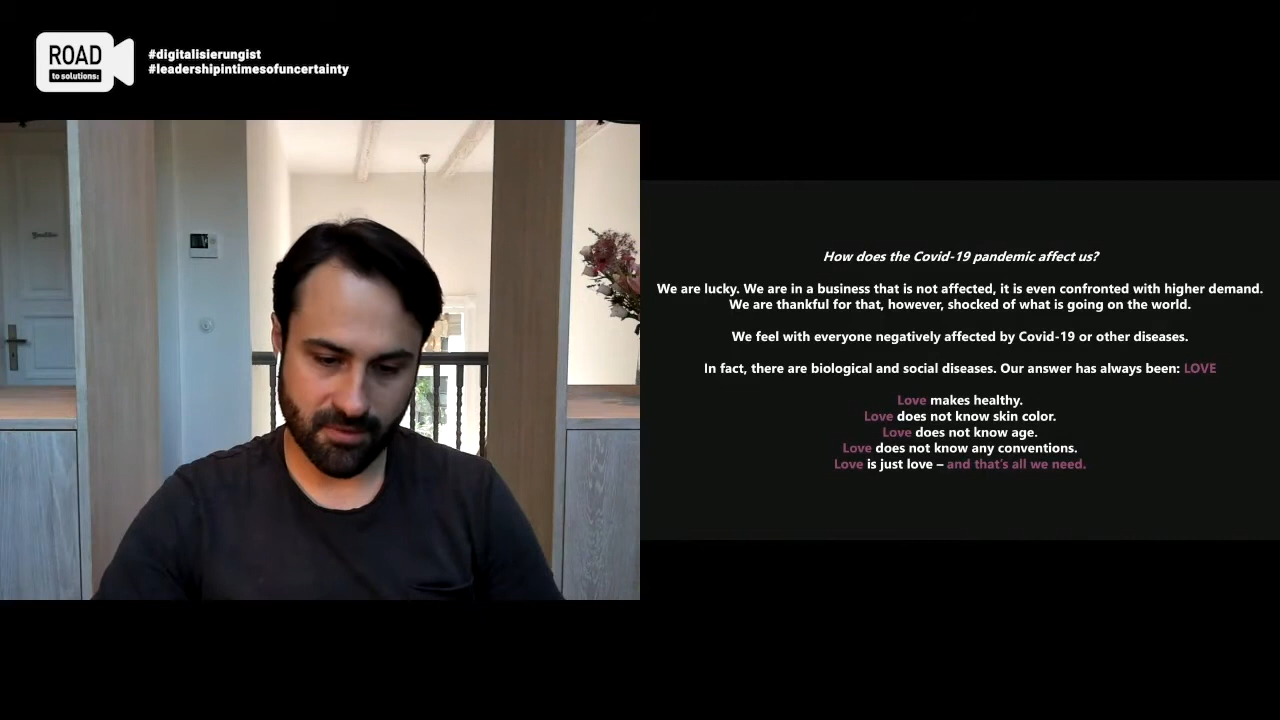 ROAD
to solutions:
#digitalisierungist
#leadershipintimesofuncertainty
How does the Covid-19 pandemic affect us?
We are lucky. We are in a business that is not affected, it is even confronted with higher demand.
We are thankful for that, however, shocked of what is going on the world.
We feel with everyone negatively affected by Covid-19 or other diseases.
In fact, there are biological and social diseases. Our answer has always been: LOVE
Love makes healthy.
Love does not know skin color.
Love does not know age.
Love does not know any conventions.
Love is just love – and that's all we need.